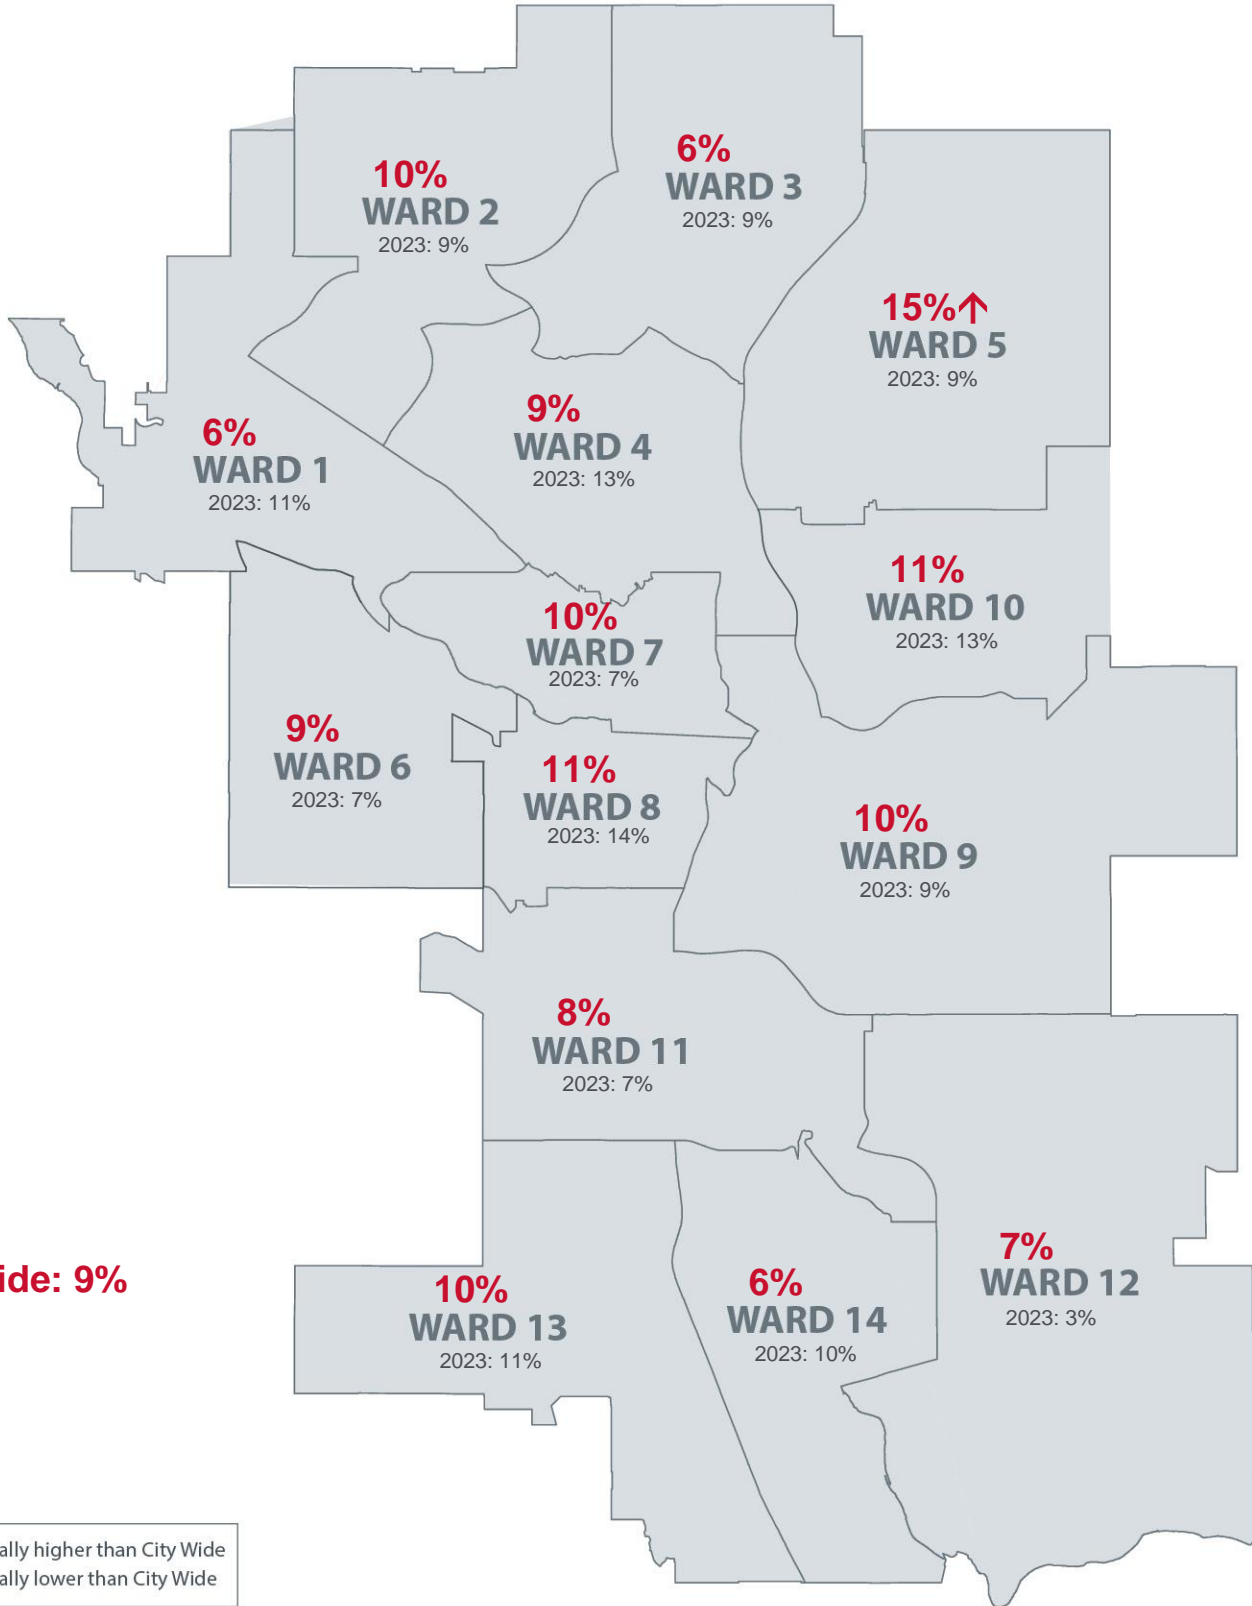 6%
WARD 3
2023: 9%
10%
WARD 2
2023: 9%
15%↑
WARD 5
2023: 9%
9%
WARD 4
2023: 13%
6%
WARD 1
2023: 11%
11%
WARD 10
2023: 13%
10%
WARD 7
2023: 7%
9%
WARD 6
2023: 7%
11%
WARD 8
2023: 14%
10%
WARD 9
2023: 9%
8%
WARD 11
2023: 7%
7%
WARD 12
2023: 3%
ide: 9%
10%
WARD 13
2023: 11%
6%
WARD 14
2023: 10%
ally higher than City Wide
ally lower than City Wide